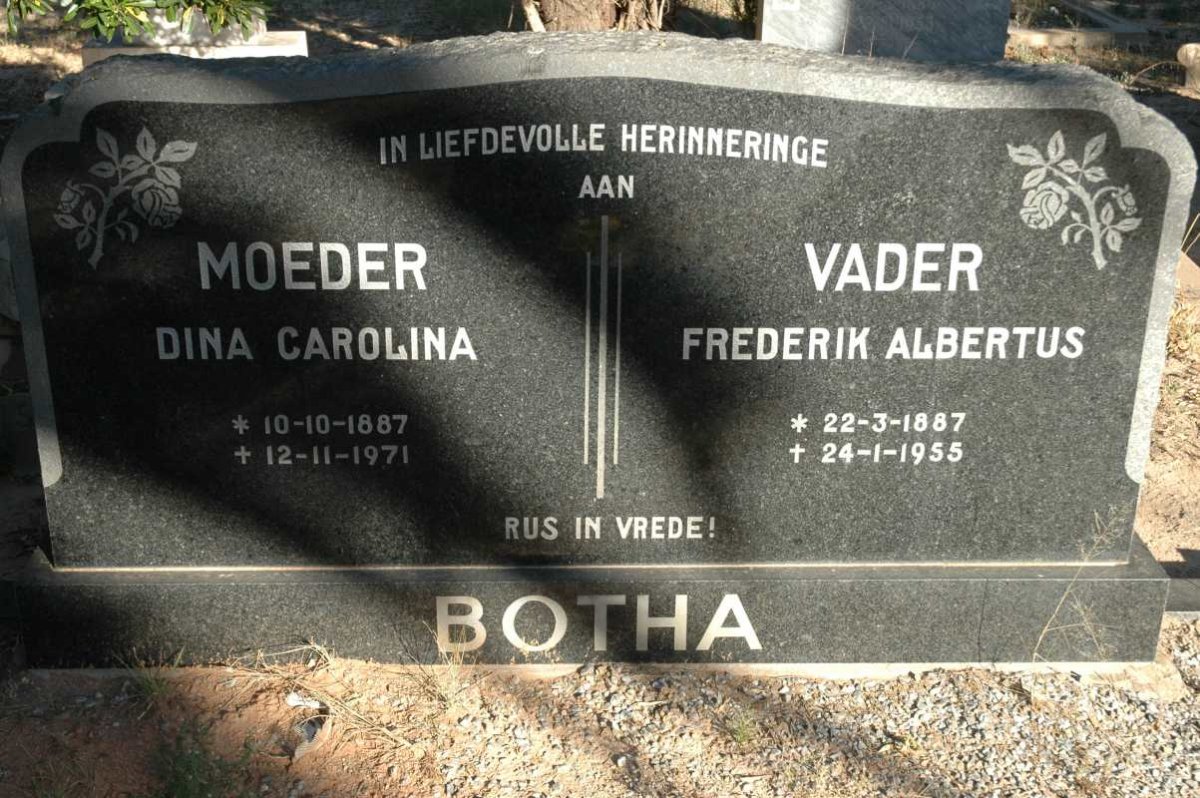 IN LIEFDEVOLLE HERINNERINGE
AAN
MOEDER
DINA CAROLINA
* 10-10-1887
† 12-11-1971
VADER
FREDERIK ALBERTUS
* 22-3-1887
† 24-1-1955
RUS IN VREDE!
BOTHA